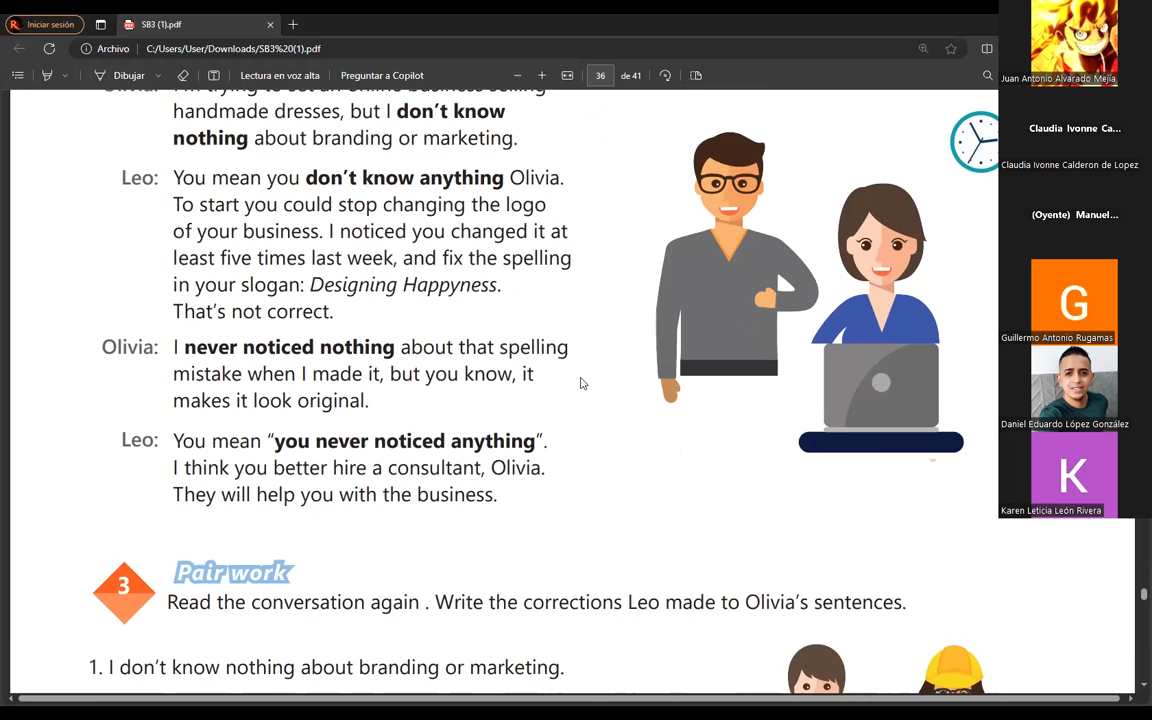 Iniciar sesión
SB3 (1).pdf
Archivo
C:/Users/User/Downloads/SB3%20(1).pdf
Dibujar
Lectura en voz alta
Preguntar a Copilot
36
de 41
handmade dresses, but I don't know
nothing about branding or marketing.
Leo: You mean you don't know anything Olivia.
To start you could stop changing the logo
of your business. I noticed you changed it at
least five times last week, and fix the spelling
in your slogan: Designing Happyness.
That's not correct.
Olivia: I never noticed nothing about that spelling
mistake when I made it, but you know, it
makes it look original.
Leo: You mean “you never noticed anything”.
I think you better hire a consultant, Olivia.
They will help you with the business.
3
Pair work
Read the conversation again . Write the corrections Leo made to Olivia's sentences.
1. I don't know nothing about branding or marketing.
Juan Antonio Alvarado Mejía
Claudia Ivonne Ca...
Claudia Ivonne Calderon de Lopez
(Oyente) Manuel...
G
Guillermo Antonio Rugamas
Daniel Eduardo López González
K
Karen Leticia León Rivera